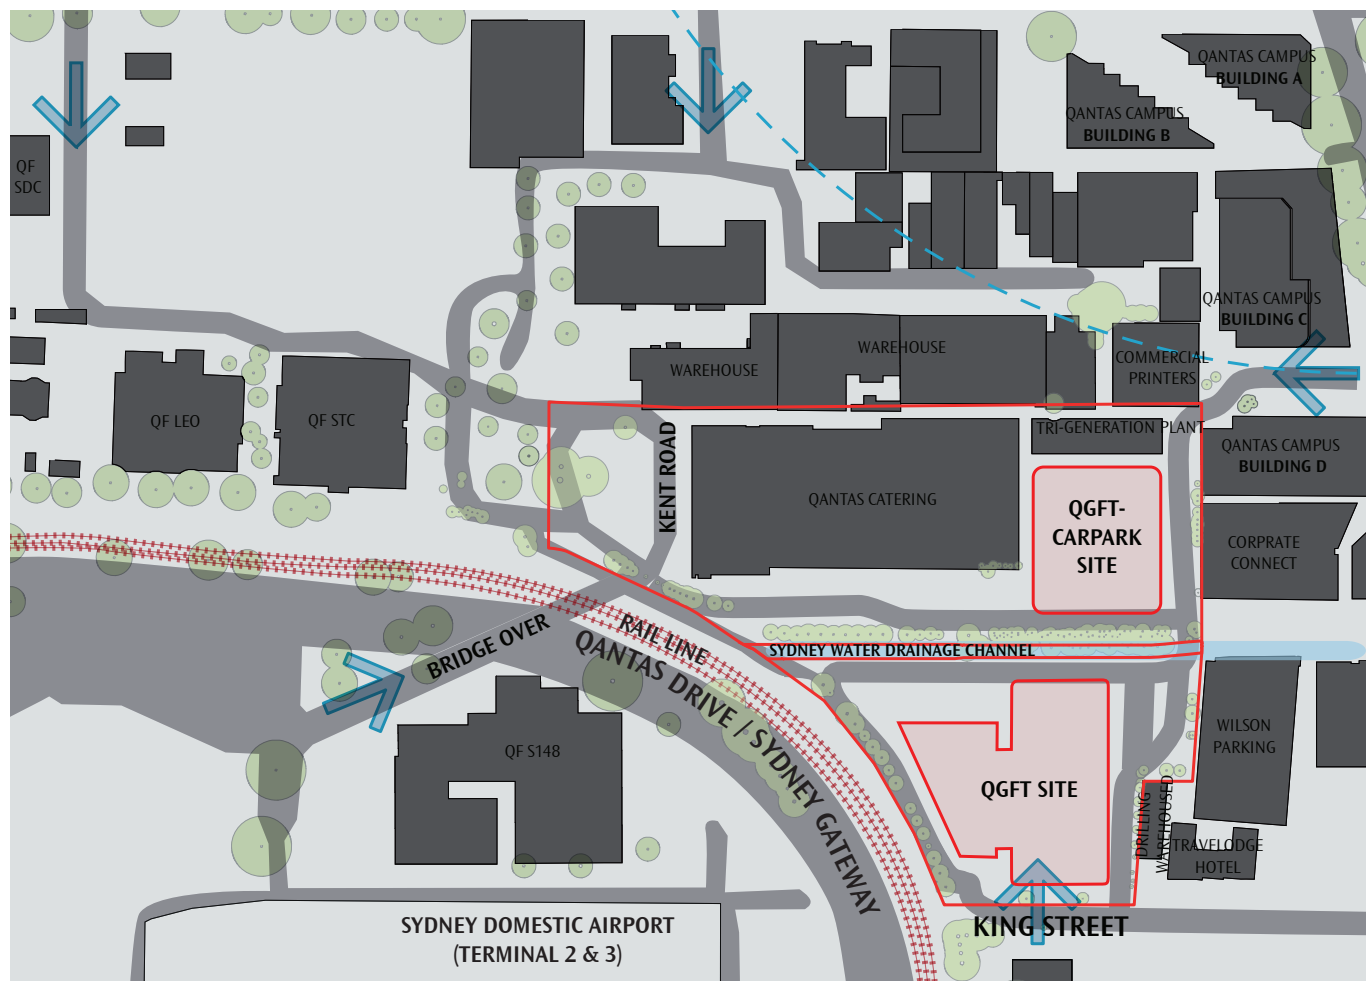 QANTAS CAMPUS
BUILDING A
QANTAS CAMPUS
BUILDING B
QF
SDC
QANTAS CAMPUS
BUILDING C
WAREHOUSE
WAREHOUSE
COMMERCIAL
PRINTERS
QF LEO
QF STC
KENT ROAD
TRI-GENERATION PLANT
QANTAS CAMPUS
BUILDING D
QANTAS CATERING
QGFT-
CARPARK
SITE
CORPRATE
CONNECT
BRIDGE OVER
RAIL LINE
QANTAS DRIVE / SYDNEY GATEWAY
SYDNEY WATER DRAINAGE CHANNEL
WILSON
PARKING
QF S148
QGFT SITE
DRILLING
WAREHOUSED
TRAVELODGE
HOTEL
SYDNEY DOMESTIC AIRPORT
(TERMINAL 2 & 3)
KING STREET